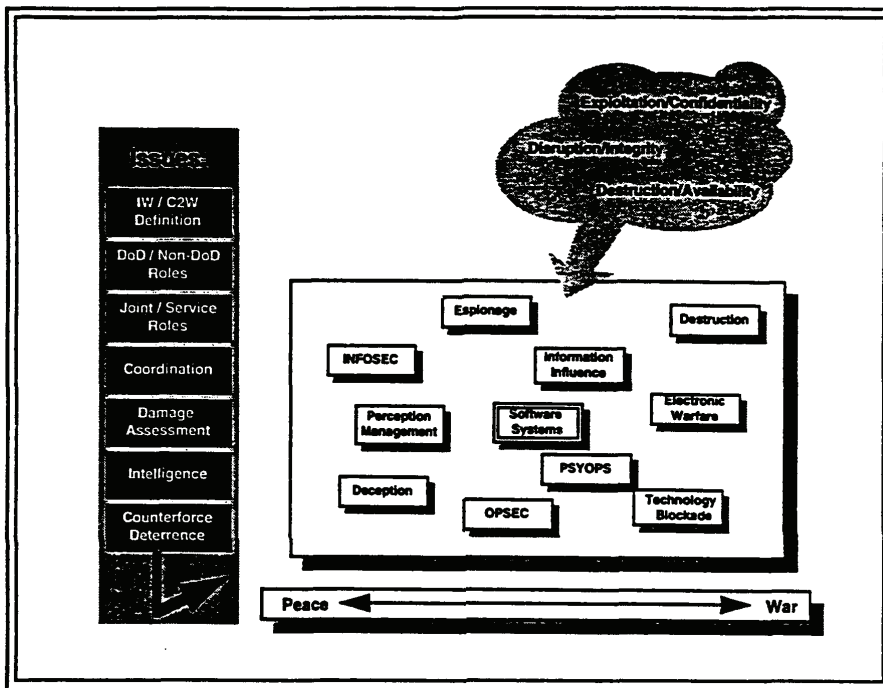 Exploitation/Confidentiality
Disruption/Integrity
Destruction/Availability
Issues:
IW / C2W
Definition
DoD / Non-DoD
Roles
Joint / Service
Roles
Coordination
Damage
Assessment
Intelligence
Counterforce
Deterrence
Espionage
Destruction
INFOSEC
Information
Influence
Perception
Management
Software
Systems
Electronic
Warfare
PSYOPS
Deception
OPSEC
Technology
Blockade
Peace
War